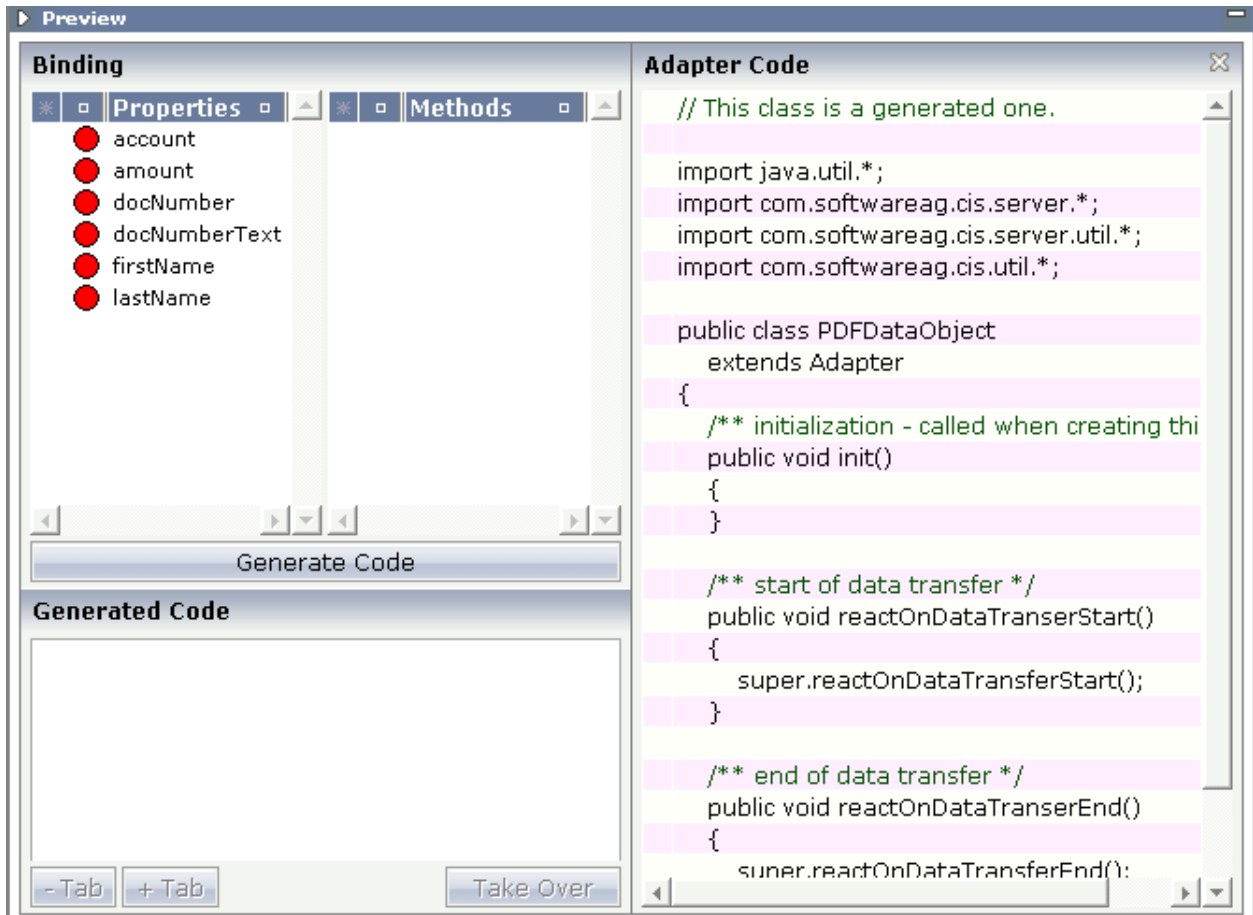 Preview
Binding
Properties
Methods
account
amount
docNumber
docNumberText
firstName
lastName
Generate Code
Generated Code
- Tab
+ Tab
Take Over
Adapter Code
// This class is a generated one.
import java.util.*;
import com.softwareag.cis.server.*;
import com.softwareag.cis.server.util.*;
import com.softwareag.cis.util.*;
public class PDFDataObject
extends Adapter
{
/** initialization - called when creating thi
public void init()
{
}
/** start of data transfer */
public void reactOnDataTranserStart()
{
super.reactOnDataTransferStart();
}
/** end of data transfer */
public void reactOnDataTranserEnd()
{
super.reactOnDataTransferEnd();